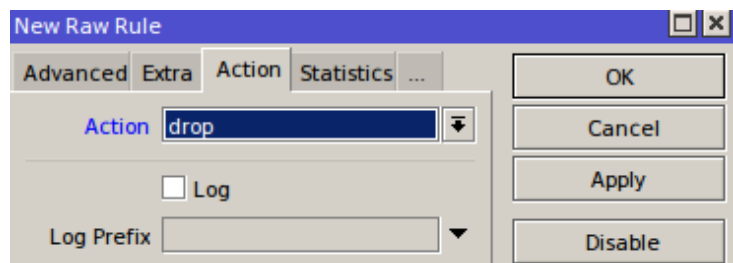 New Raw Rule
Advanced Extra Action Statistics ...
OK
Action drop
Cancel
Log
Apply
Log Prefix
Disable